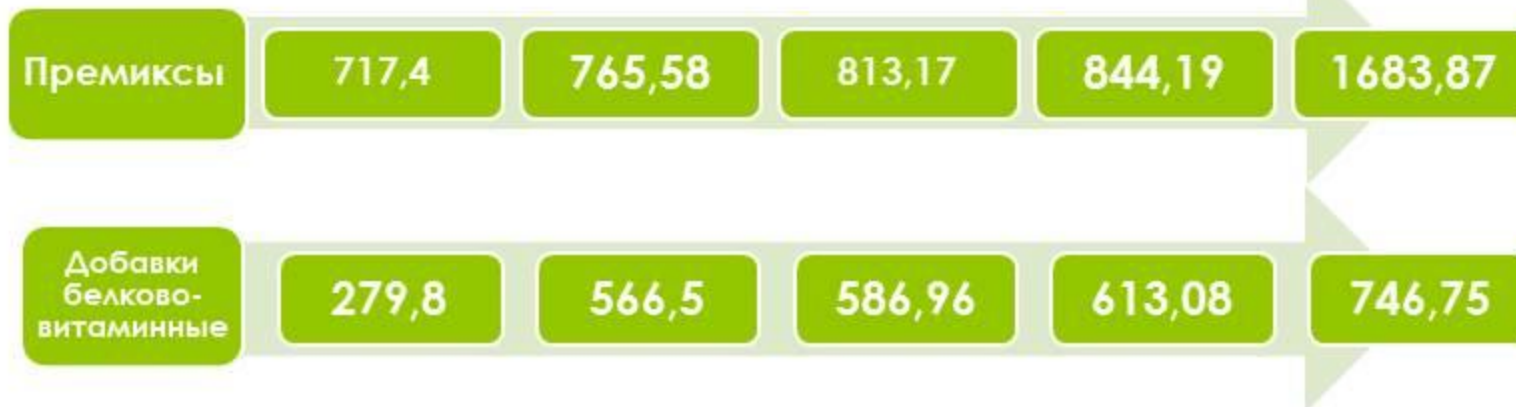 Премиксы 717,4 765,58 813,17 844,19 1683,87
Добавки
белково-
витаминные 279,8 566,5 586,96 613,08 746,75